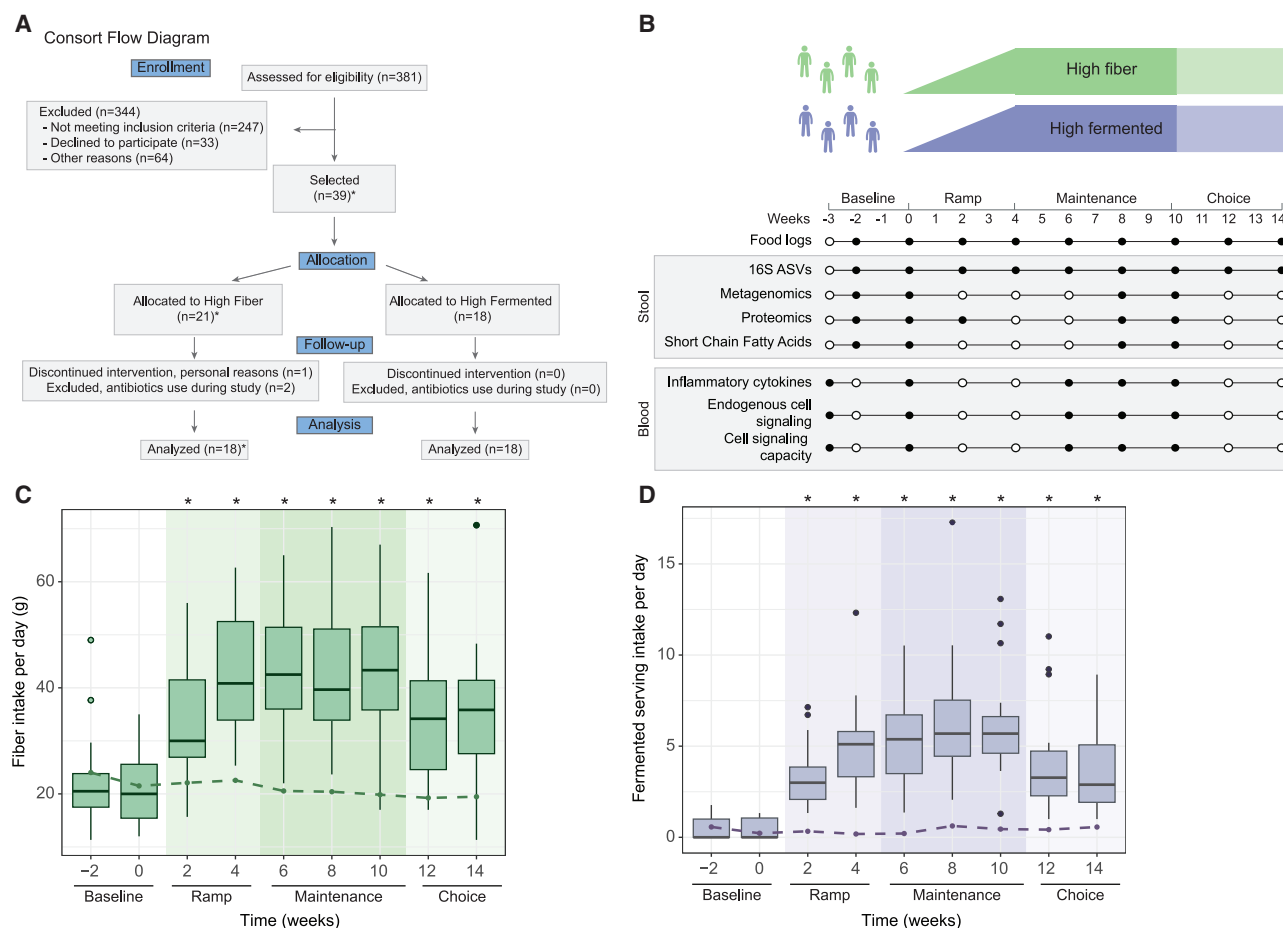 A
Consort Flow Diagram
Enrollment
Assessed for eligibility (n=381)
Excluded (n=344)
- Not meeting inclusion criteria (n=247)
- Declined to participate (n=33)
- Other reasons (n=64)
Selected
(n=39)*
Allocation
Allocated to High Fiber
(n=21)*
Allocated to High Fermented
(n=18)
Follow-up
Discontinued intervention, personal reasons (n=1)
Excluded, antibiotics use during study (n=2)
Discontinued intervention (n=0)
Excluded, antibiotics use during study (n=0)
Analysis
Analyzed (n=18)*
Analyzed (n=18)
B
High fiber
High fermented
Baseline Ramp Maintenance Choice
Weeks -3 -2 -1 0 1 2 3 4 5 6 7 8 9 10 11 12 13 14
Food logs
Stool
16S ASVs
Metagenomics
Proteomics
Short Chain Fatty Acids
Blood
Inflammatory cytokines
Endogenous cell
signaling
Cell signaling
capacity
C
* * * * * * *
Fiber intake per day (g)
60
40
20
−2 0 2 4 6 8 10 12 14
Baseline Ramp Maintenance Choice
Time (weeks)
D
* * * * * * *
Fermented serving intake per day
15
10
5
0
−2 0 2 4 6 8 10 12 14
Baseline Ramp Maintenance Choice
Time (weeks)